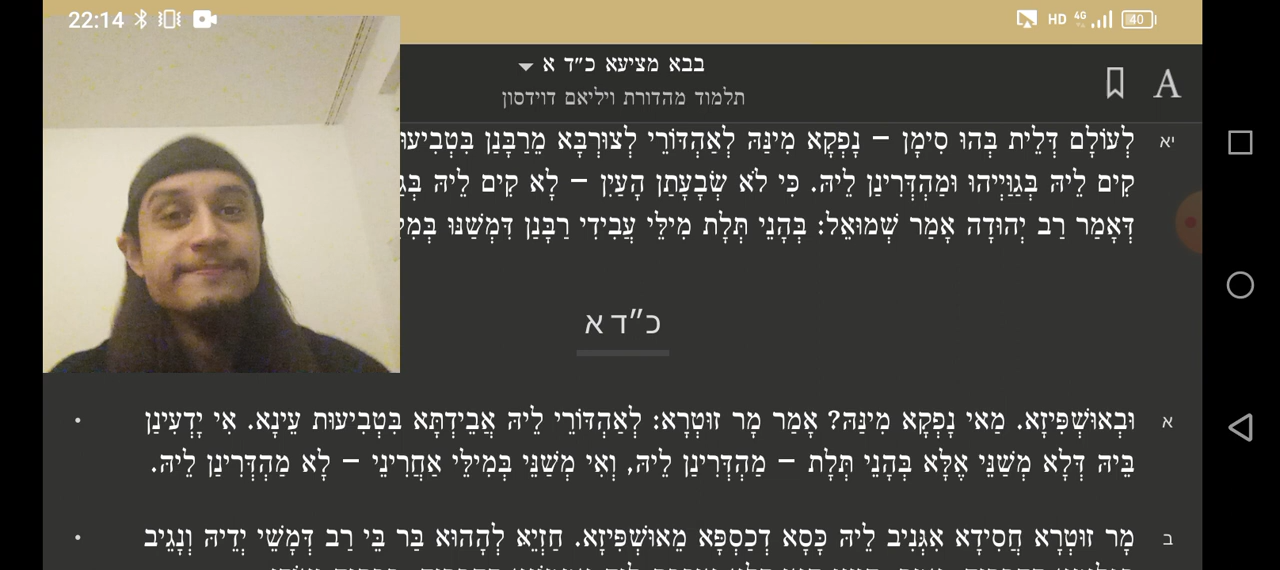 22:14
HD 4G 40
בבא מציעא כ״ד א
תלמוד מהדורת ויליאם דוידסון
A
יא
לְעוֹלָם דְּלֵית בְּהוּ סִימָן – נָפְקָא מִינַּהּ לְאַהְדּוֹרֵי לְצוּרְבָּא מֵרַבָּנַן בִּטְבִיעוּ
קִים לֵיהּ בְּגַוַּיְיהוּ וּמַהְדְּרִינַן לֵיהּ. כִּי לֹא שְׂבָעָתַן הָעַיִן – לָא קִים לֵיהּ בְּגַ
דְּאָמַר רַב יְהוּדָה אָמַר שְׁמוּאֵל: בְּהָנֵי תְּלָת מִילֵּי עֲבִידִי רַבָּנַן דִּמְשַׁנּוּ בְּמִ
כ״ד א
א
וּבְאוּשְׁפִּיזָא. מַאי נָפְקָא מִינַּהּ? אָמַר מָר זוּטְרָא: לְאַהְדּוֹרֵי לֵיהּ אֲבֵידְתָּא בִּטְבִיעוּת עֵינָא. אִי יָדְעִינַן
בֵּיהּ דְּלָא מְשַׁנֵּי אֶלָּא בְּהָנֵי תְּלָת – מַהְדְּרִינַן לֵיהּ, וְאִי מְשַׁנֵּי בְּמִילֵּי אַחֲרִינֵי – לָא מַהְדְּרִינַן לֵיהּ.
ב
מָר זוּטְרָא חֲסִידָא אִגְּנִיב לֵיהּ כָּסָא דְכַסְפָּא מֵאוּשְׁפִּיזָא. חַזְיֵא לְהָהוּא בַּר בֵּי רַב דְּמָשֵׁי יְדֵיהּ וְנָגֵיב